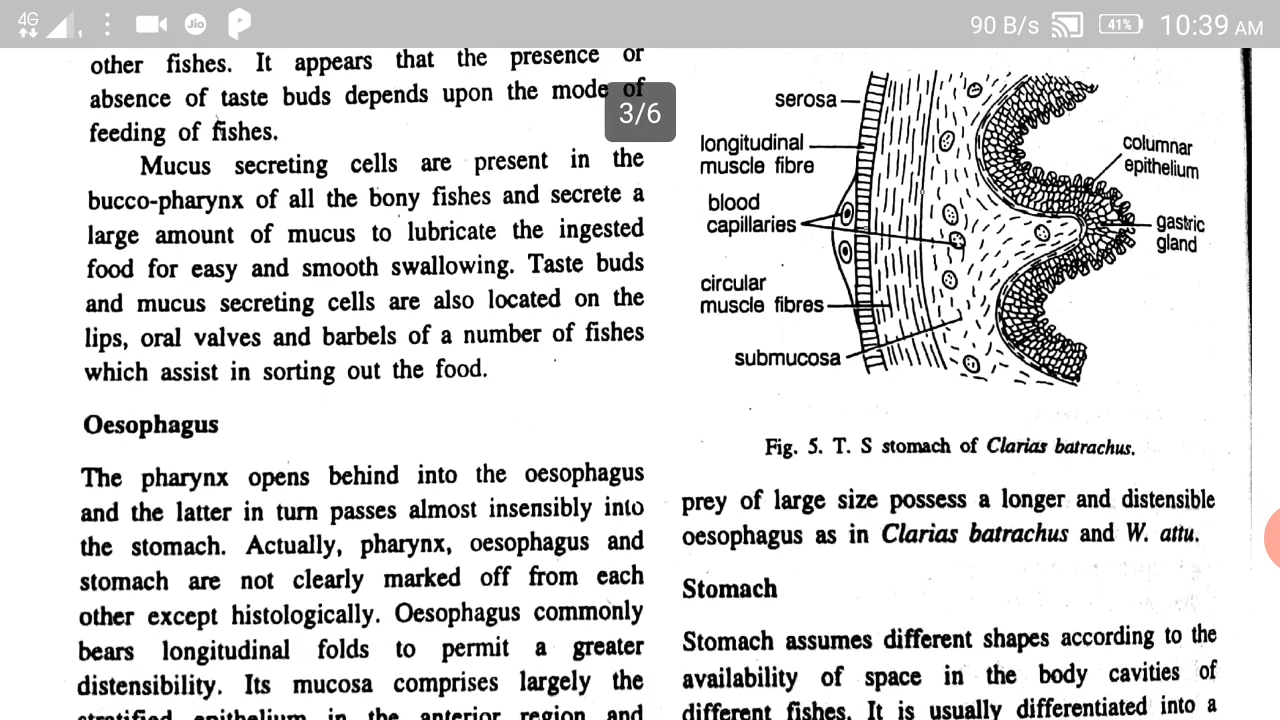 4G
1
Jio
90 B/s
41%
10:39 AM
3/6
other fishes. It appears that the presence or
absence of taste buds depends upon the mode of
feeding of fishes.
Mucus secreting cells are present in the
bucco-pharynx of all the bony fishes and secrete a
large amount of mucus to lubricate the ingested
food for easy and smooth swallowing. Taste buds
and mucus secreting cells are also located on the
lips, oral valves and barbels of a number of fishes
which assist in sorting out the food.
Oesophagus
The pharynx opens behind into the oesophagus
and the latter in turn passes almost insensibly into
the stomach. Actually, pharynx, oesophagus and
stomach are not clearly marked off from each
other except histologically. Oesophagus commonly
bears longitudinal folds to permit a greater
distensibility. Its mucosa comprises largely the
stratified epithelium in the anterior region and
serosa
longitudinal
muscle fibre
blood
capillaries
circular
muscle fibres
submucosa
columnar
epithelium
gastric
gland
Fig. 5. T. S stomach of Clarias batrachus.
prey of large size possess a longer and distensible
oesophagus as in Clarias batrachus and W. attu.
Stomach
Stomach assumes different shapes according to the
availability of space in the body cavities of
different fishes. It is usually differentiated into a